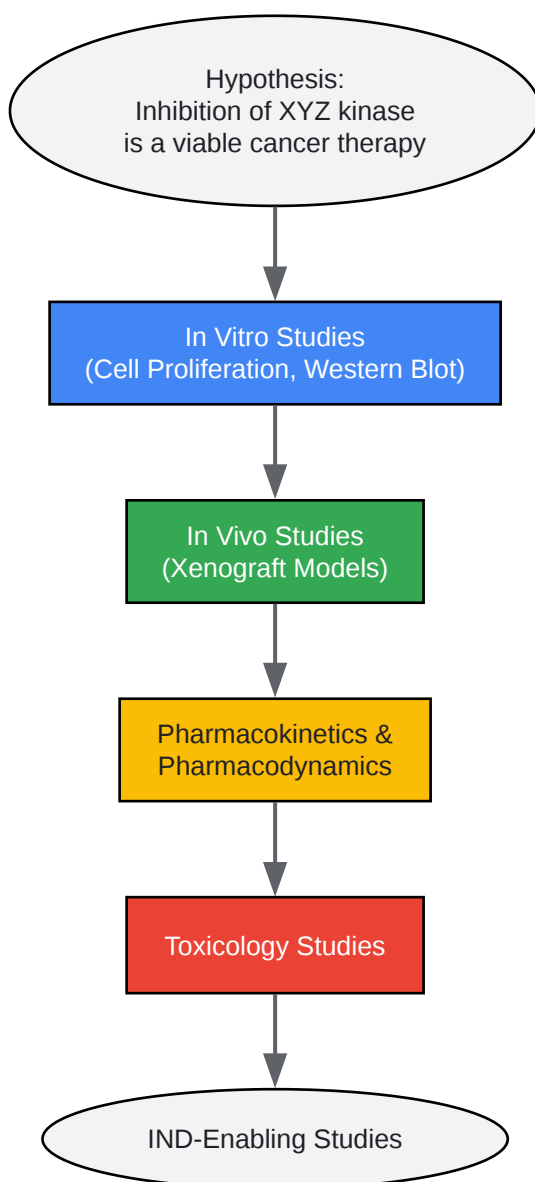 Hypothesis:
Inhibition of XYZ kinase
is a viable cancer therapy
In Vitro Studies
(Cell Proliferation, Western Blot)
In Vivo Studies
(Xenograft Models)
Pharmacokinetics &
Pharmacodynamics
Toxicology Studies
IND-Enabling Studies